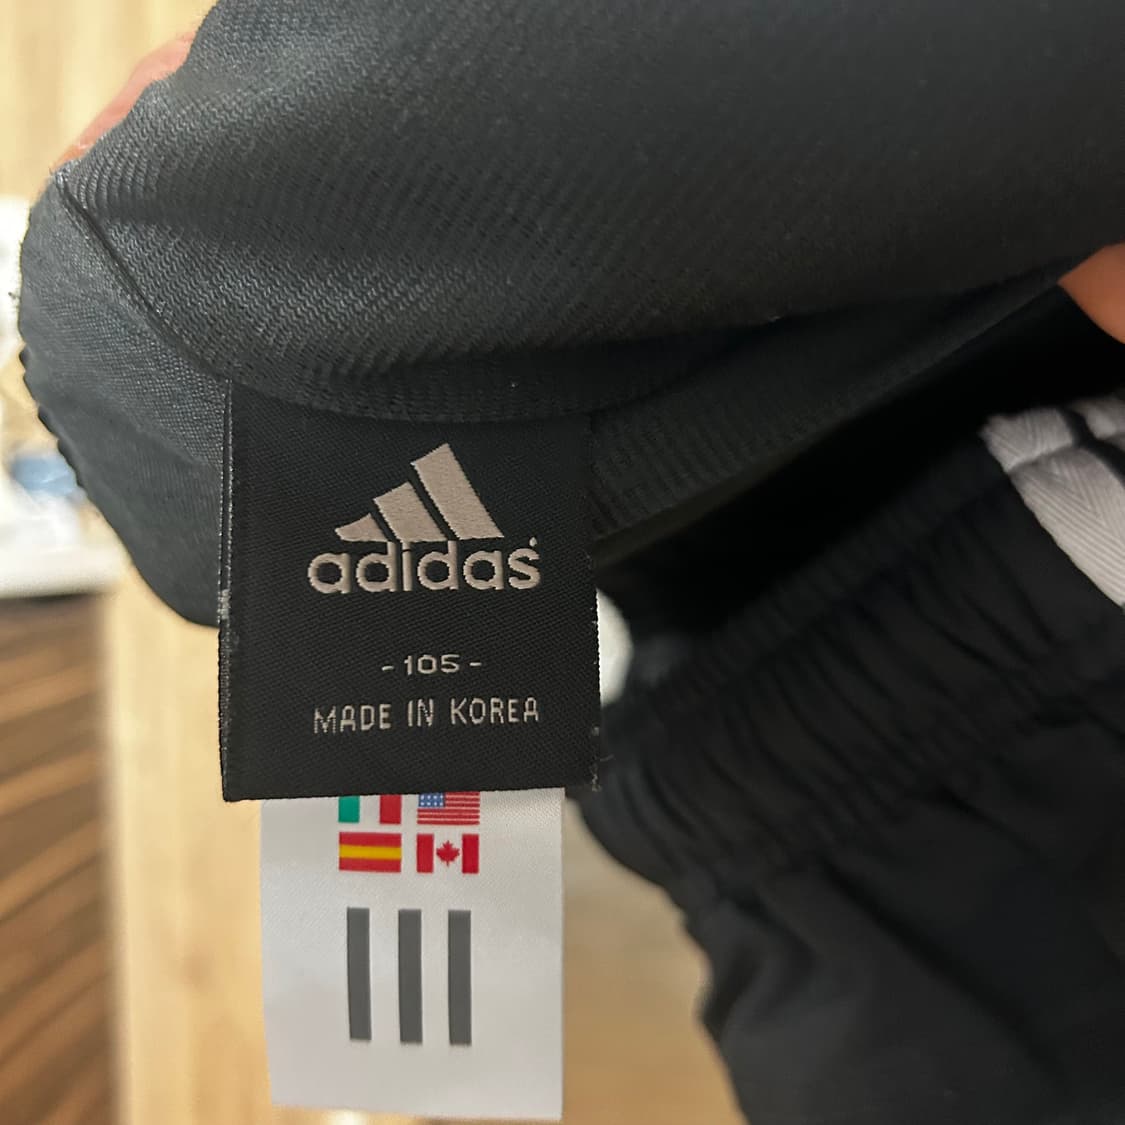 adidas
- 105 -
MADE IN KOREA